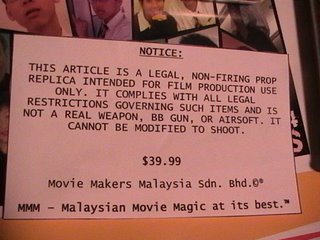 NOTICE:
THIS ARTICLE IS A LEGAL, NON-FIRING PROP
REPLICA INTENDED FOR FILM PRODUCTION USE
ONLY. IT COMPLIES WITH ALL LEGAL
RESTRICTIONS GOVERNING SUCH ITEMS AND IS
NOT A REAL WEAPON, BB GUN, OR AIRSOFT. IT
CANNOT BE MODIFIED TO SHOOT.
$39.99
Movie Makers Malaysia Sdn. Bhd.©®
MMM – Malaysian Movie Magic at its best.™